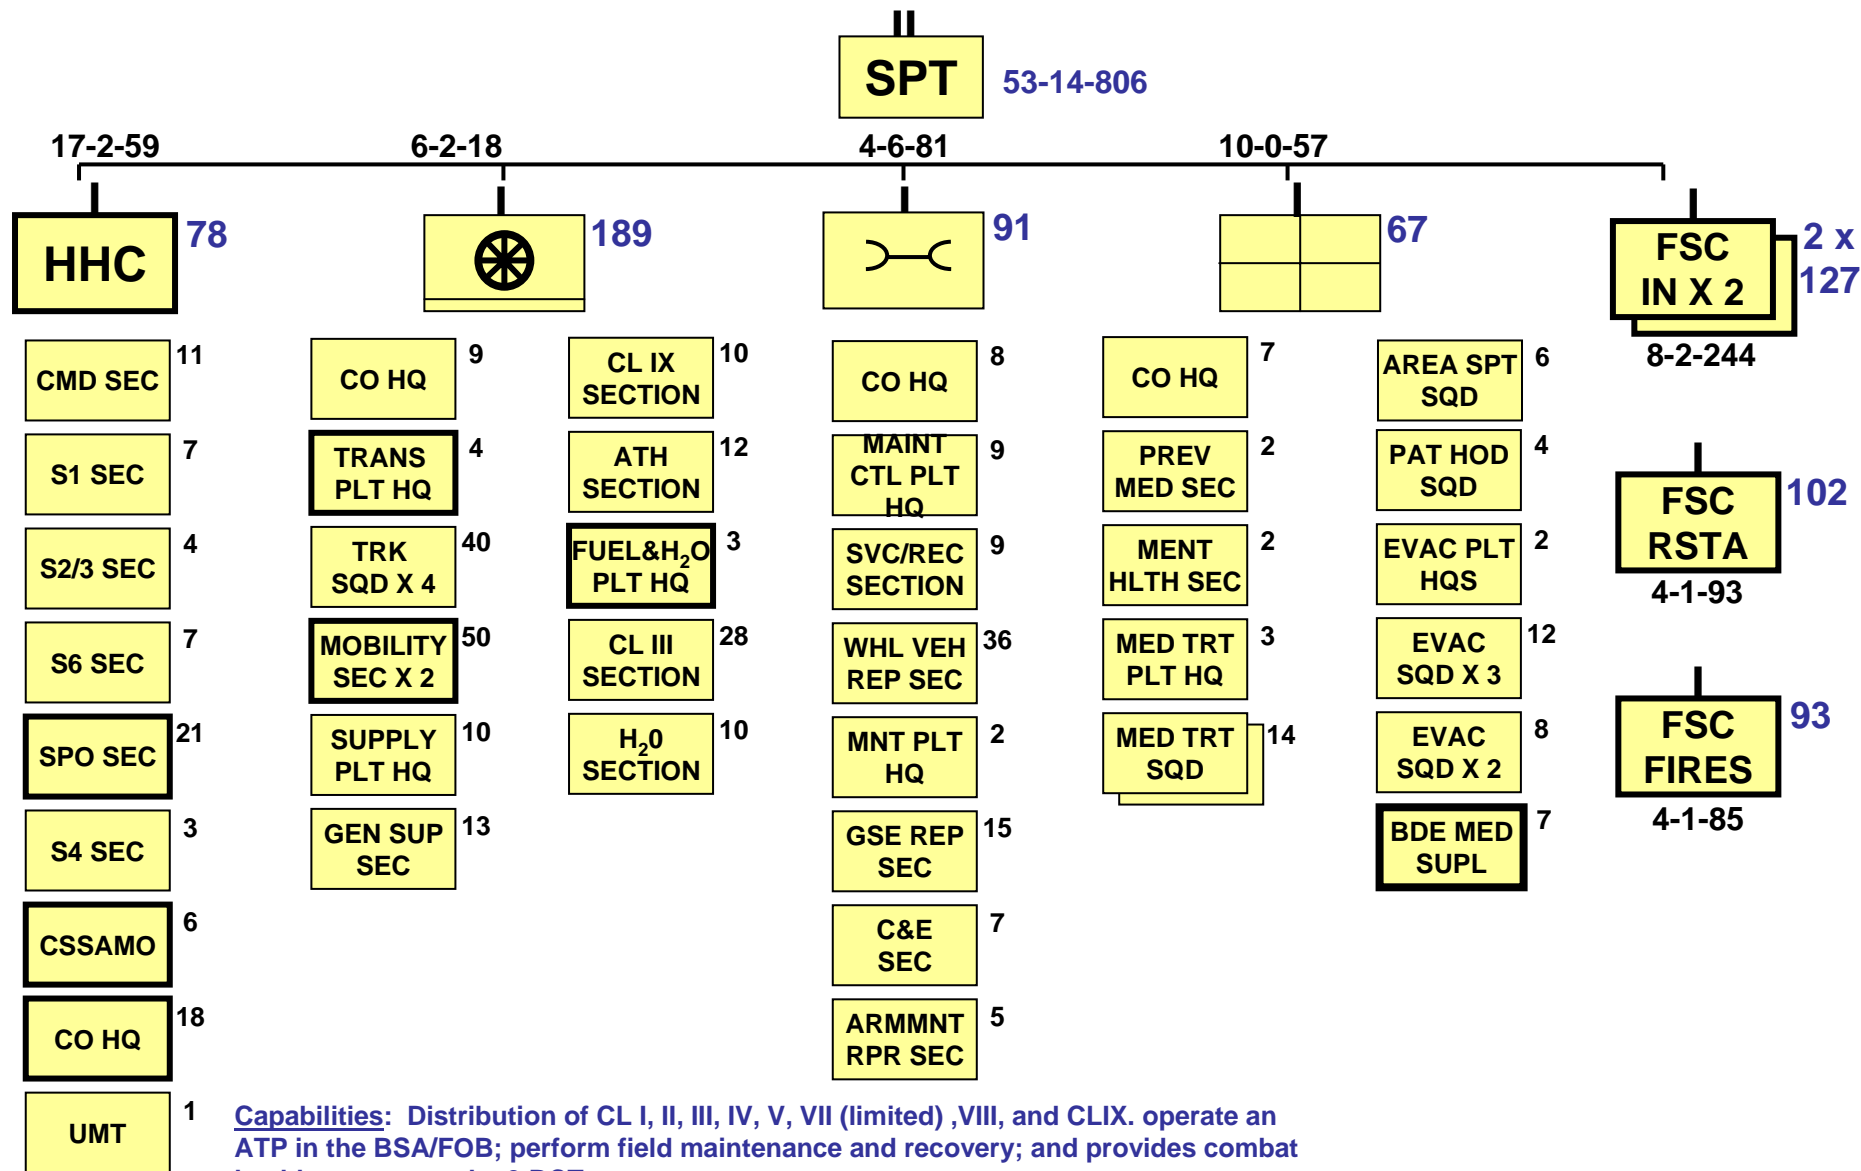 SPT
53-14-806
17-2-59
6-2-18
4-6-81
10-0-57
HHC
78
189
91
67
FSC
IN X 2
2 x
127
8-2-244
CMD SEC
11
S1 SEC
7
S2/3 SEC
4
S6 SEC
7
SPO SEC
21
S4 SEC
3
CSSAMO
6
CO HQ
18
UMT
1
CO HQ
9
TRANS
PLT HQ
4
TRK
SQD X 4
40
MOBILITY
SEC X 2
50
SUPPLY
PLT HQ
10
GEN SUP
SEC
13
CL IX
SECTION
10
ATH
SECTION
12
FUEL&H2O
PLT HQ
3
CL III
SECTION
28
H20
SECTION
10
CO HQ
8
MAINT
CTL PLT
HQ
9
SVC/REC
SECTION
9
WHL VEH
REP SEC
36
MNT PLT
HQ
2
GSE REP
SEC
15
C&E
SEC
7
ARMMNT
RPR SEC
5
CO HQ
7
PREV
MED SEC
2
MENT
HLTH SEC
2
MED TRT
PLT HQ
3
MED TRT
SQD
14
AREA SPT
SQD
6
PAT HOD
SQD
4
EVAC PLT
HQS
2
EVAC
SQD X 3
12
EVAC
SQD X 2
8
BDE MED
SUPL
7
FSC
RSTA
102
4-1-93
FSC
FIRES
93
4-1-85
Capabilities: Distribution of CL I, II, III, IV, V, VII (limited) ,VIII, and CLIX. operate an
ATP in the BSA/FOB; perform field maintenance and recovery; and provides combat